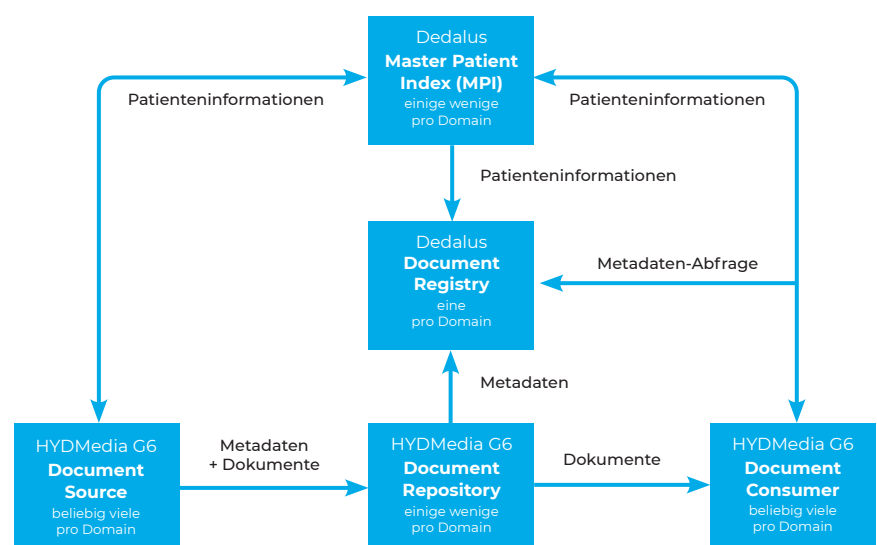 Dedalus
Master Patient
Index (MPI)
einige wenige
pro Domain
Patienteninformationen
Patienteninformationen
Patienteninformationen
Dedalus
Document
Registry
eine
pro Domain
Metadaten-Abfrage
Metadaten
HYDMedia G6
Document
Source
beliebig viele
pro Domain
Metadaten
+ Dokumente
HYDMedia G6
Document
Repository
einige wenige
pro Domain
Dokumente
HYDMedia G6
Document
Consumer
beliebig viele
pro Domain